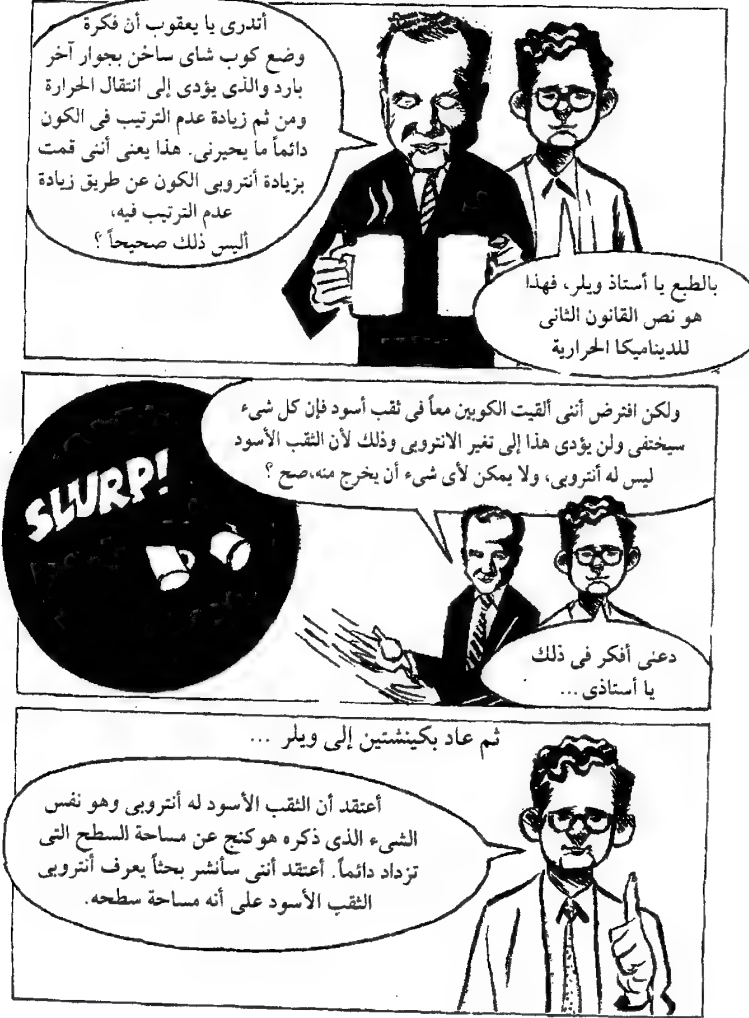 أتدرى يا يعقوب أن فكرة
وضع كوب شاى ساخن بجوار آخر
بارد والذى يؤدى إلى انتقال الحرارة
ومن ثم زيادة عدم الترتيب فى الكون
دائماً ما يحيرنى. هذا يعنى أننى قمت
بزيادة أنتروبى الكون عن طريق زيادة
عدم الترتيب فيه،
أليس ذلك صحيحاً ؟
بالطبع يا أستاذ ويلر، فهذا
هو نص القانون الثانى
للديناميكا الحرارية
ولكن افترض أننى ألقيت الكوبين معاً فى ثقب أسود فإن كل شىء
سيختفى ولن يؤدى هذا إلى تغير الانتروبى وذلك لأن الثقب الأسود
ليس له أنتروبى، ولا يمكن لأى شىء أن يخرج منه،صح ؟
SLURP!
دعنى أفكر فى ذلك
يا أستاذى...
ثم عاد بكينشتين إلى ويلر ...
أعتقد أن الثقب الأسود له أنتروبى وهو نفس
الشىء الذى ذكره هوكنج عن مساحة السطح التى
تزداد دائماً. أعتقد أننى سأنشر بحثاً يعرف أنتروبى
الثقب الأسود على أنه مساحة سطحه.